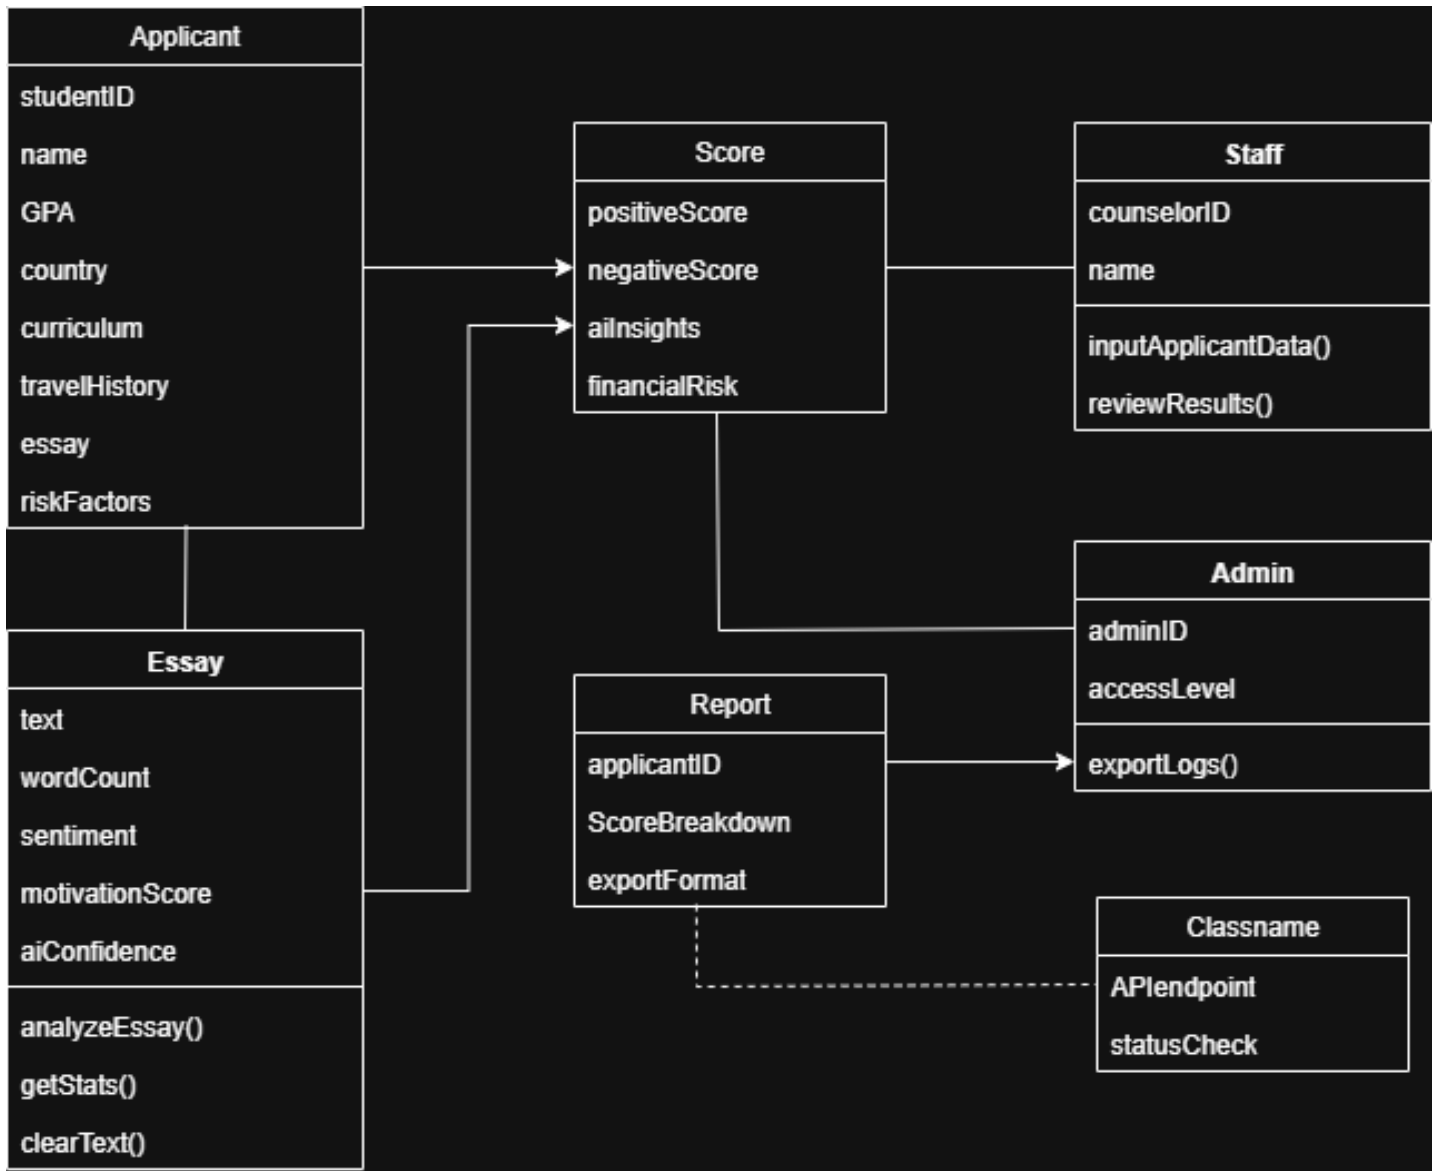 Applicant
studentID
name
GPA
country
curriculum
travelHistory
essay
riskFactors
Essay
text
wordCount
sentiment
motivationScore
aiConfidence
analyzeEssay()
getStats()
clearText()
Score
positiveScore
negativeScore
aiInsights
financialRisk
Report
applicantID
ScoreBreakdown
exportFormat
Staff
counselorID
name
inputApplicantData()
reviewResults()
Admin
adminID
accessLevel
exportLogs()
Classname
APIendpoint
statusCheck